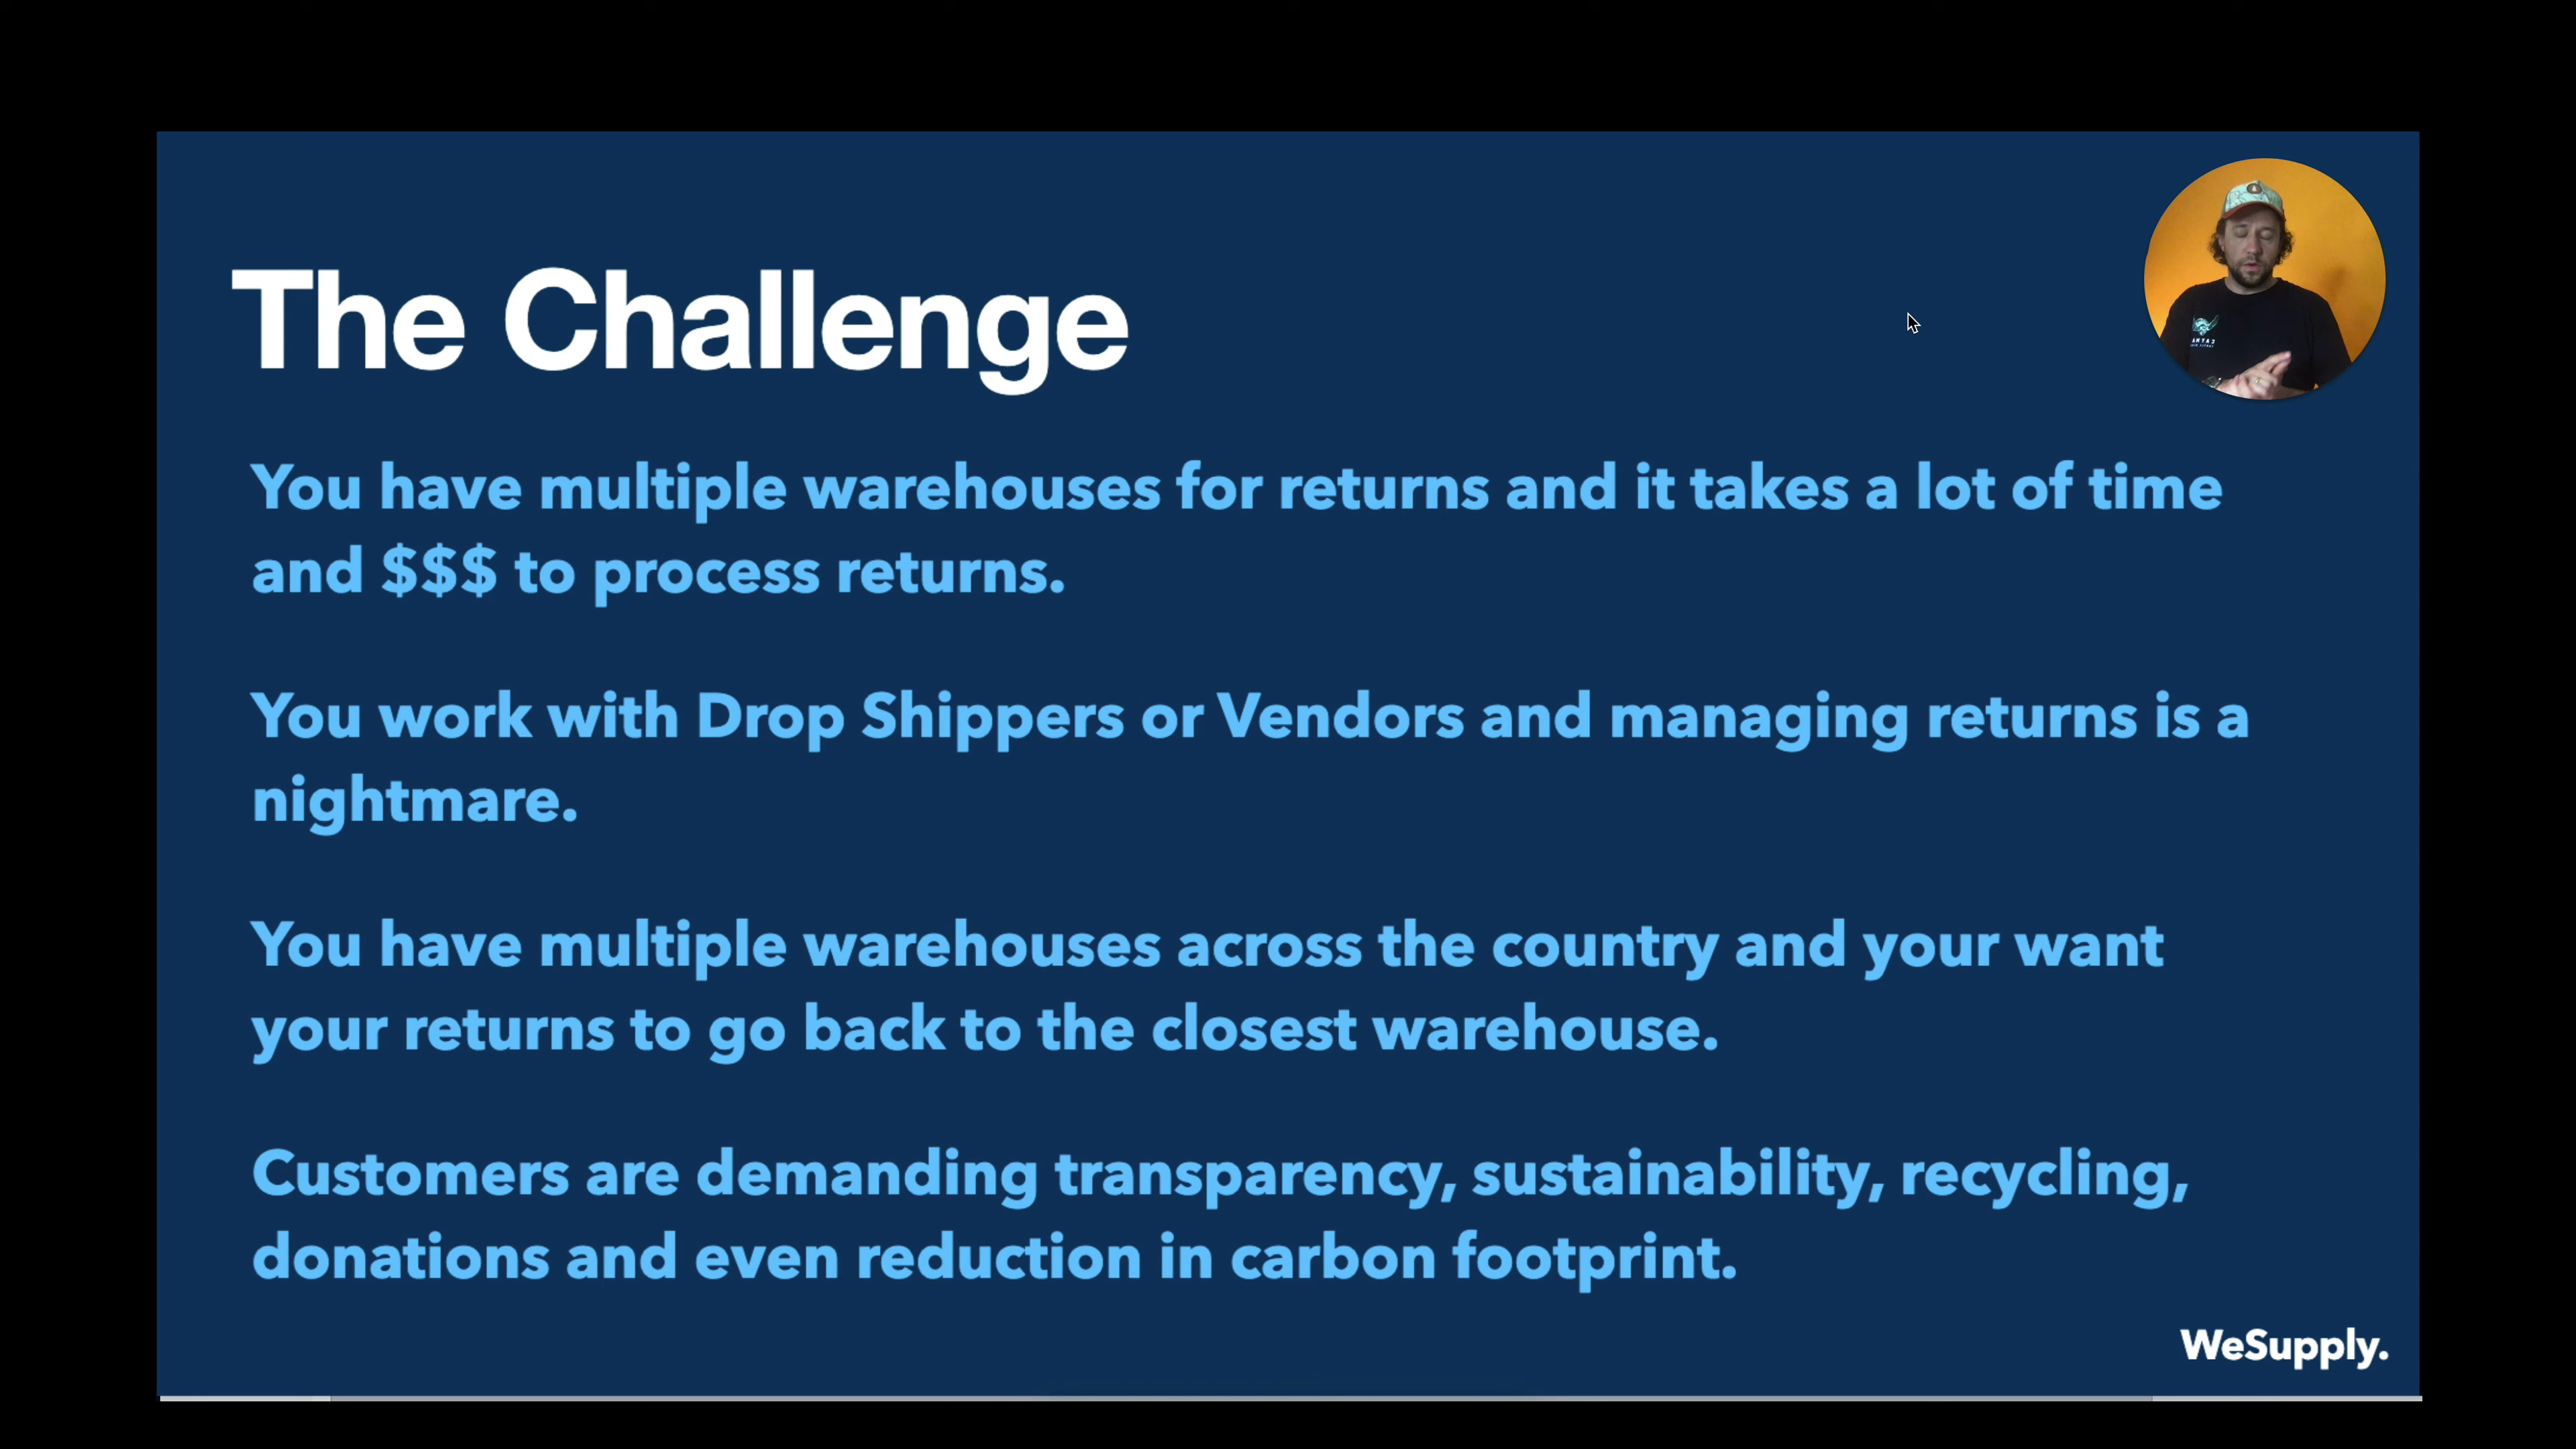 The Challenge
You have multiple warehouses for returns and it takes a lot of time
and $$$ to process returns.
You work with Drop Shippers or Vendors and managing returns is a
nightmare.
You have multiple warehouses across the country and your want
your returns to go back to the closest warehouse.
Customers are demanding transparency, sustainability, recycling,
donations and even reduction in carbon footprint.
WeSupply.